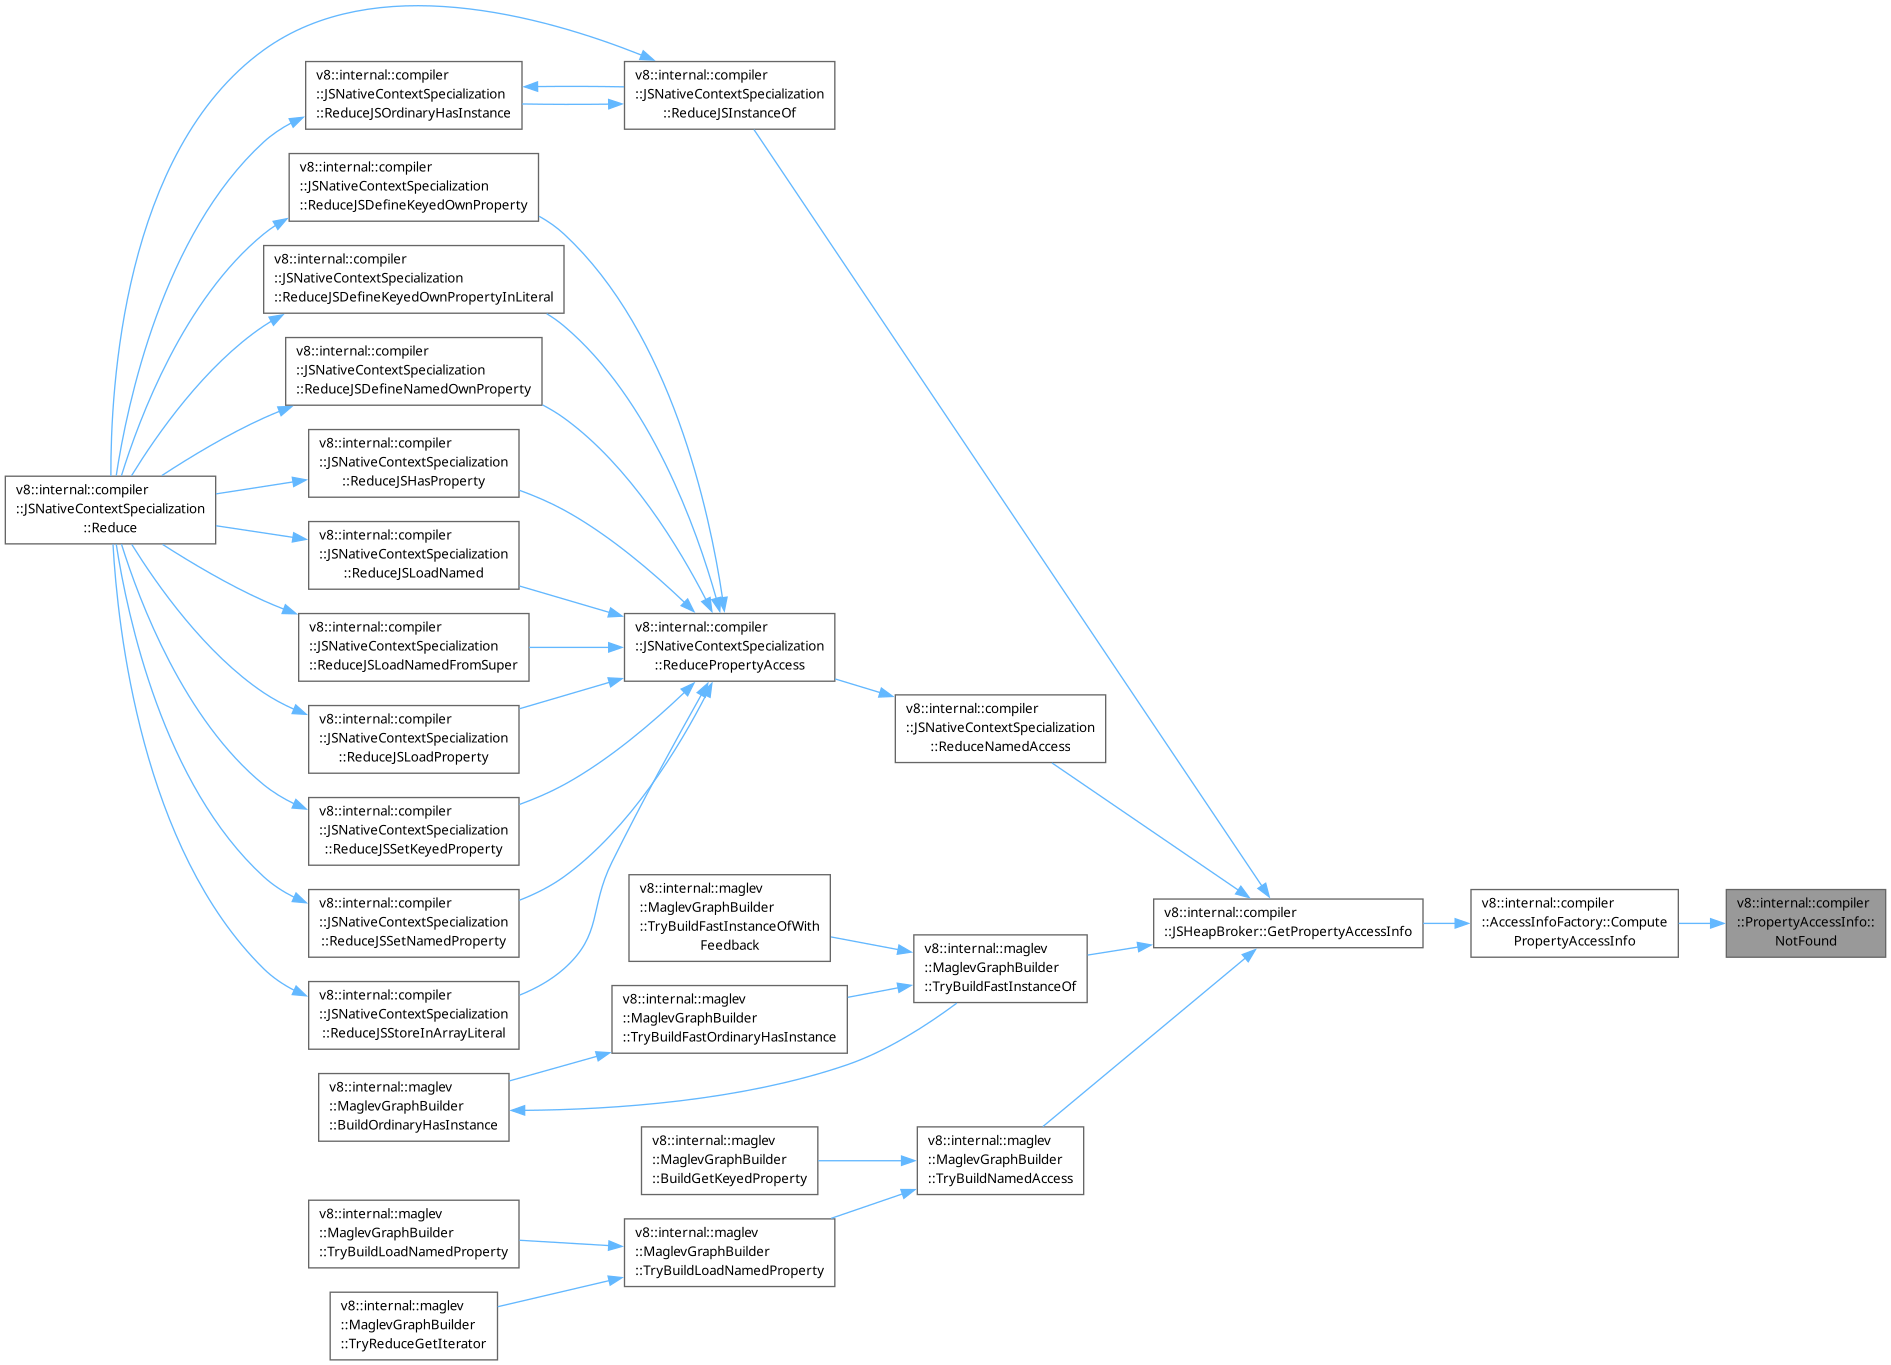 v8::internal::compiler
::JSNativeContextSpecialization
::ReduceJSOrdinaryHasInstance
v8::internal::compiler
::JSNativeContextSpecialization
::ReduceJSInstanceOf
v8::internal::compiler
::JSNativeContextSpecialization
::ReduceJSDefineKeyedOwnProperty
v8::internal::compiler
::JSNativeContextSpecialization
::ReduceJSDefineKeyedOwnPropertyInLiteral
v8::internal::compiler
::JSNativeContextSpecialization
::ReduceJSDefineNamedOwnProperty
v8::internal::compiler
::JSNativeContextSpecialization
::ReduceJSHasProperty
v8::internal::compiler
::JSNativeContextSpecialization
::Reduce
v8::internal::compiler
::JSNativeContextSpecialization
::ReduceJSLoadNamed
v8::internal::compiler
::JSNativeContextSpecialization
::ReduceJSLoadNamedFromSuper
v8::internal::compiler
::JSNativeContextSpecialization
::ReducePropertyAccess
v8::internal::compiler
::JSNativeContextSpecialization
::ReduceNamedAccess
v8::internal::compiler
::JSNativeContextSpecialization
::ReduceJSLoadProperty
v8::internal::compiler
::JSNativeContextSpecialization
::ReduceJSSetKeyedProperty
v8::internal::compiler
::JSNativeContextSpecialization
::ReduceJSSetNamedProperty
v8::internal::maglev
::MaglevGraphBuilder
::TryBuildFastInstanceOfWith
Feedback
v8::internal::compiler
::JSHeapBroker::GetPropertyAccessInfo
v8::internal::compiler
::AccessInfoFactory::Compute
PropertyAccessInfo
v8::internal::compiler
::PropertyAccessInfo::
NotFound
v8::internal::maglev
::MaglevGraphBuilder
::TryBuildFastInstanceOf
v8::internal::compiler
::JSNativeContextSpecialization
::ReduceJSStoreInArrayLiteral
v8::internal::maglev
::MaglevGraphBuilder
::TryBuildFastOrdinaryHasInstance
v8::internal::maglev
::MaglevGraphBuilder
::BuildOrdinaryHasInstance
v8::internal::maglev
::MaglevGraphBuilder
::BuildGetKeyedProperty
v8::internal::maglev
::MaglevGraphBuilder
::TryBuildNamedAccess
v8::internal::maglev
::MaglevGraphBuilder
::TryBuildLoadNamedProperty
v8::internal::maglev
::MaglevGraphBuilder
::TryBuildLoadNamedProperty
v8::internal::maglev
::MaglevGraphBuilder
::TryReduceGetIterator